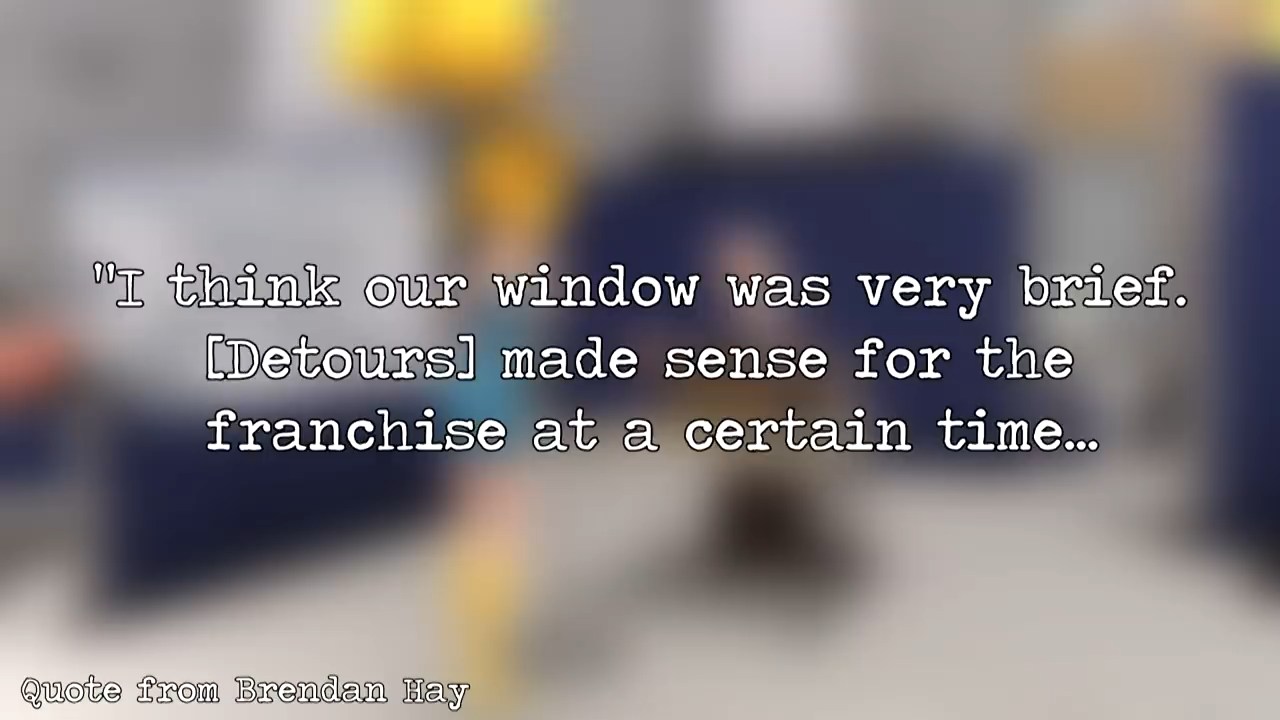 "I think our window was very brief.
[Detours] made sense for the
franchise at a certain time...
Quote from Brendan Hay